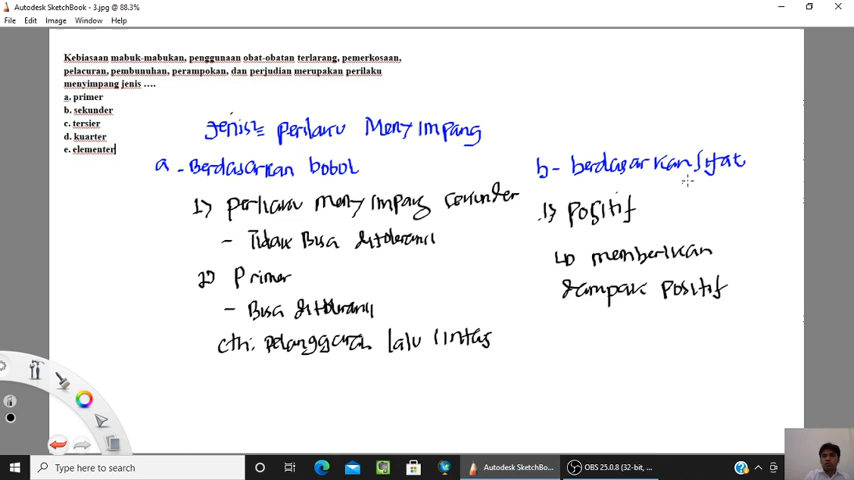 Autodesk SketchBook - 3.jpg @ 88.3%
File Edit Image Window Help
Kebiasaan mabuk-mabukan, penggunaan obat-obatan terlarang, pemerkosaan,
pelacuran, pembunuhan, perampokan, dan perjudian merupakan perilaku
menyimpang jenis ....
a. primer
b. sekunder
c. tersier
d. kuarter
e. elementer
Jenis2 perilaku Menyimpang
a - Berdasarkan bobot
1) perilaku menyimpang sekunder
- Tidak Bisa ditoleransi
2) Primer
- Bisa ditoleransi
cth: pelanggaran lalu lintas
b - berdasarkan sifat
1) positif
↳ memberikan
dampak positif
Type here to search
Autodesk SketchBo...
OBS 25.0.8 (32-bit, ...